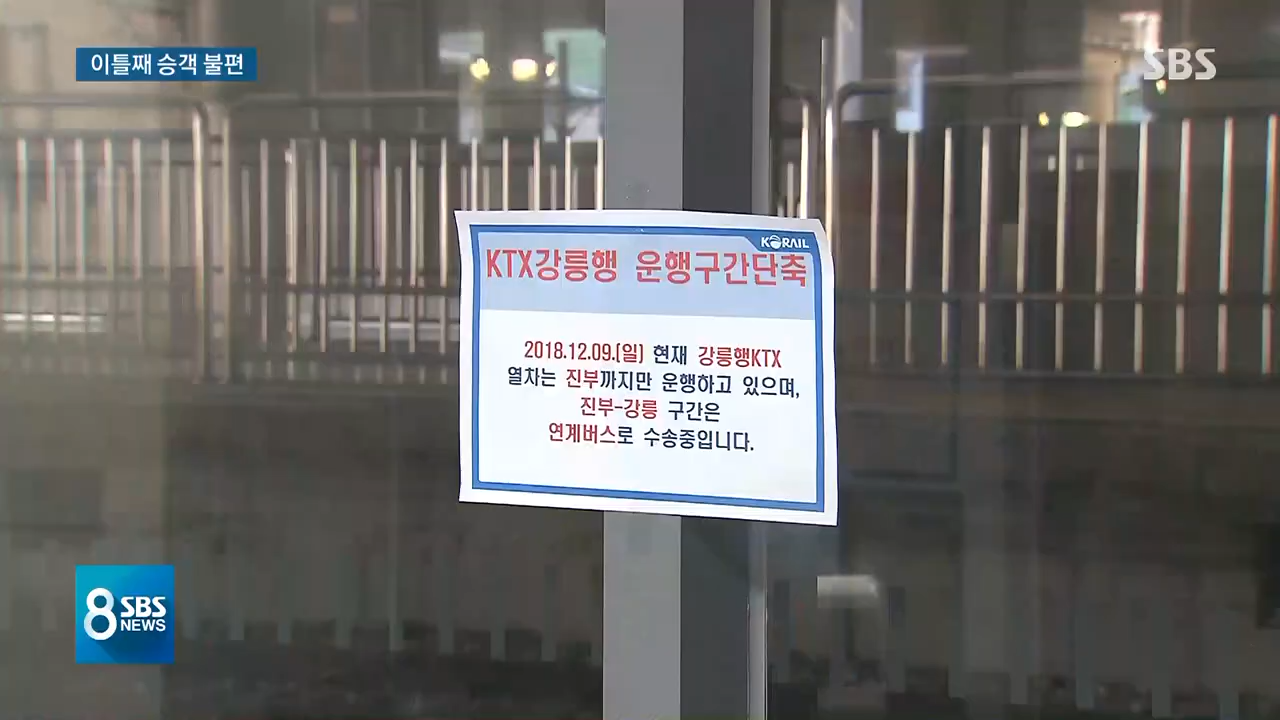 이틀째 승객 불편
SBS
KORAIL
KTX강릉행 운행구간단축
2018.12.09.(일) 현재 강릉행KTX
열차는 진부까지만 운행하고 있으며,
진부-강릉 구간은
연계버스로 수송중입니다.
8 SBS
NEWS